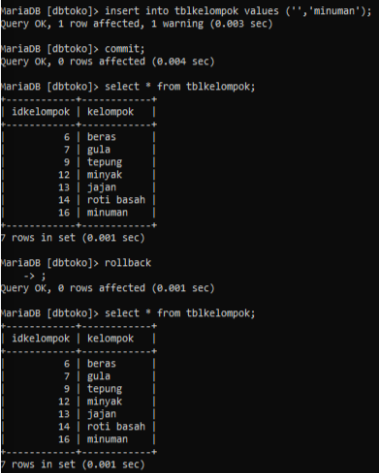 MariaDB [dbtoko]> insert into tblkelompok values ('','minuman');
Query OK, 1 row affected, 1 warning (0.003 sec)
MariaDB [dbtoko]> commit;
Query OK, 0 rows affected (0.004 sec)
MariaDB [dbtoko]> select * from tblkelompok;
+------------+------------+
| idkelompok | kelompok   |
+------------+------------+
|          6 | beras      |
|          7 | gula       |
|          9 | tepung     |
|         12 | minyak     |
|         13 | jajan      |
|         14 | roti basah |
|         16 | minuman    |
+------------+------------+
7 rows in set (0.001 sec)
MariaDB [dbtoko]> rollback
    -> ;
Query OK, 0 rows affected (0.001 sec)
MariaDB [dbtoko]> select * from tblkelompok;
+------------+------------+
| idkelompok | kelompok   |
+------------+------------+
|          6 | beras      |
|          7 | gula       |
|          9 | tepung     |
|         12 | minyak     |
|         13 | jajan      |
|         14 | roti basah |
|         16 | minuman    |
+------------+------------+
7 rows in set (0.001 sec)